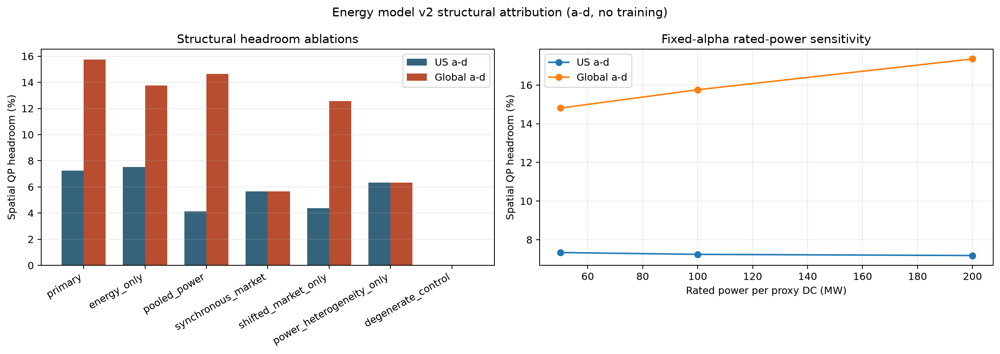 Energy model v2 structural attribution (a-d, no training)
Structural headroom ablations
Spatial QP headroom (%)
16
14
12
10
8
6
4
2
0
US a-d
Global a-d
primary
energy_only
pooled_power
synchronous_market
shifted_market_only
power_heterogeneity_only
degenerate_control
Fixed-alpha rated-power sensitivity
Spatial QP headroom (%)
16
14
12
10
8
US a-d
Global a-d
60
80
100
120
140
160
180
200
Rated power per proxy DC (MW)